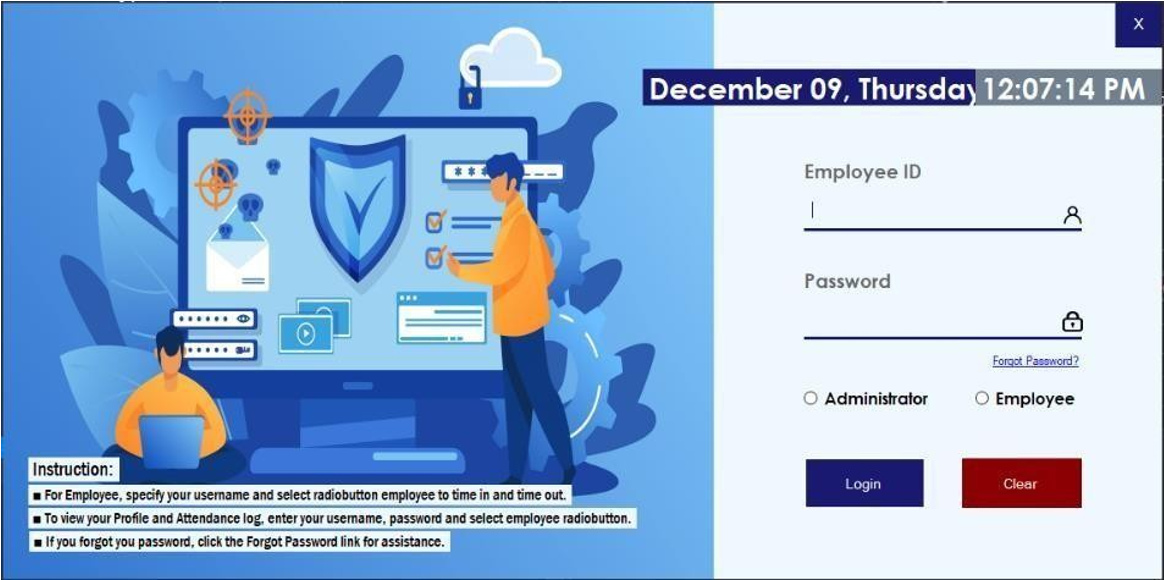 X
December 09, Thursday 12:07:14 PM
Employee ID
Password
Forgot Password?
Administrator Employee
Login Clear
Instruction:
■ For Employee, specify your username and select radiobutton employee to time in and time out.
■ To view your Profile and Attendance log, enter your username, password and select employee radiobutton.
■ If you forgot you password, click the Forgot Password link for assistance.